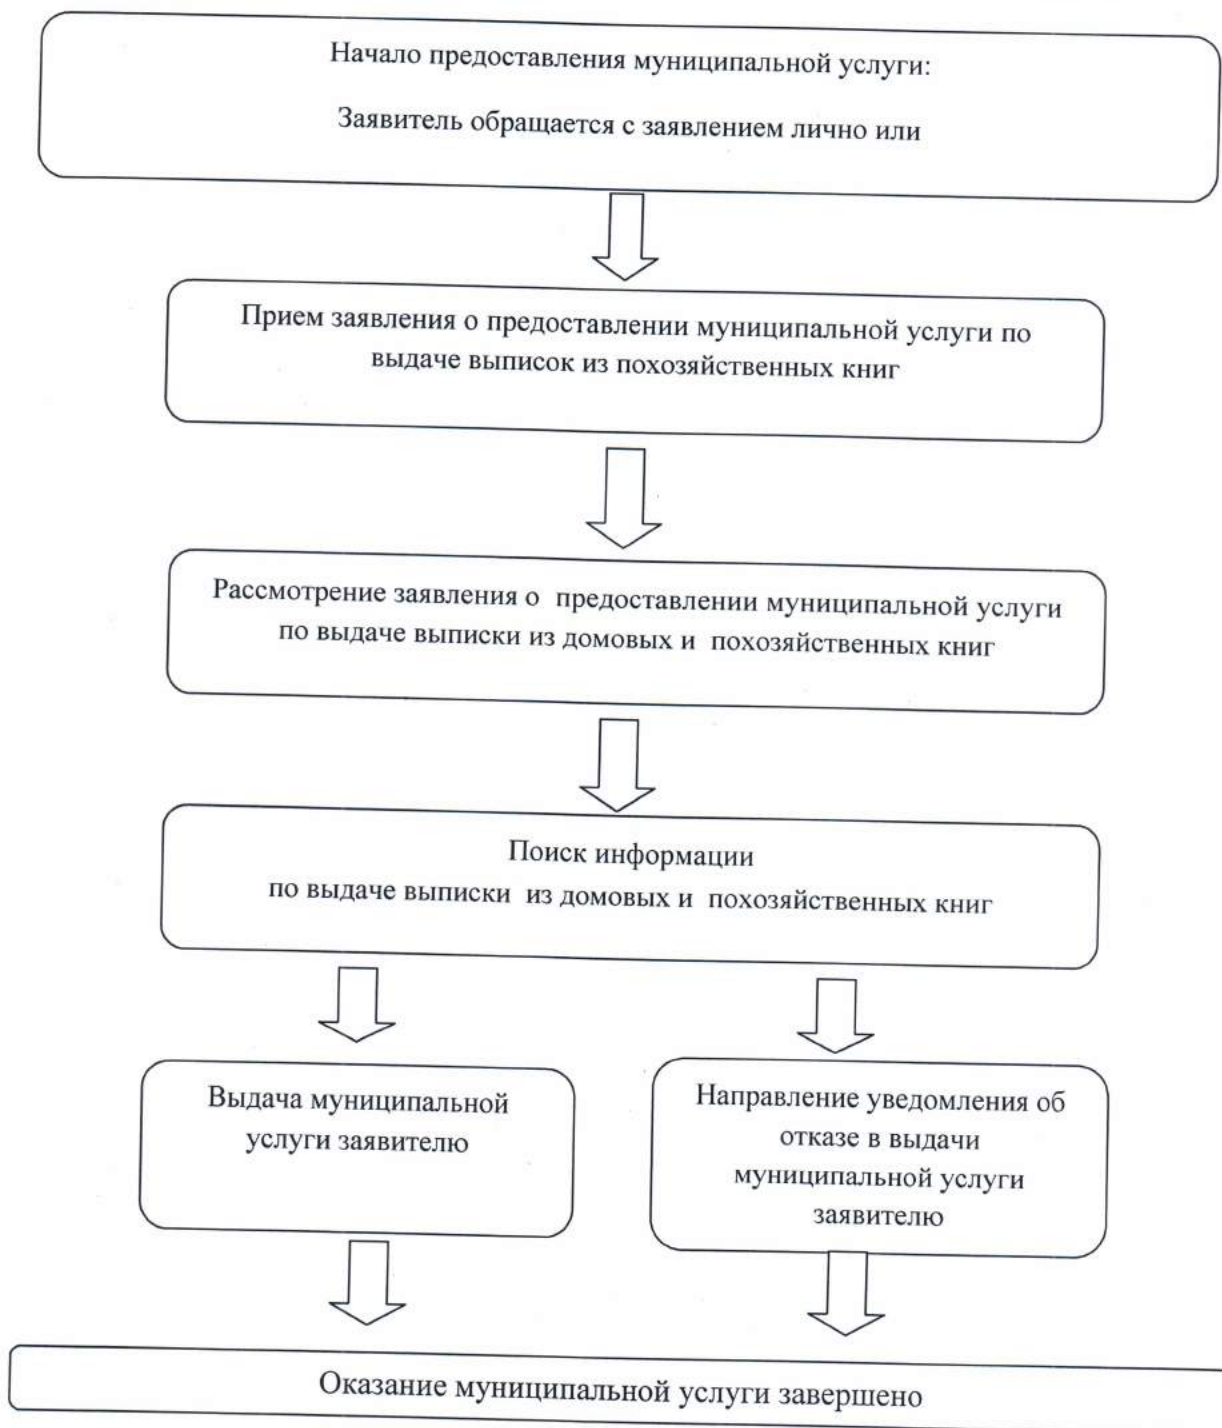 Начало предоставления муниципальной услуги:
Заявитель обращается с заявлением лично или
Прием заявления о предоставлении муниципальной услуги по
выдаче выписок из похозяйственных книг
Рассмотрение заявления о предоставлении муниципальной услуги
по выдаче выписки из домовых и похозяйственных книг
Поиск информации
по выдаче выписки из домовых и похозяйственных книг
Выдача муниципальной
услуги заявителю
Направление уведомления об
отказе в выдачи
муниципальной услуги
заявителю
Оказание муниципальной услуги завершено